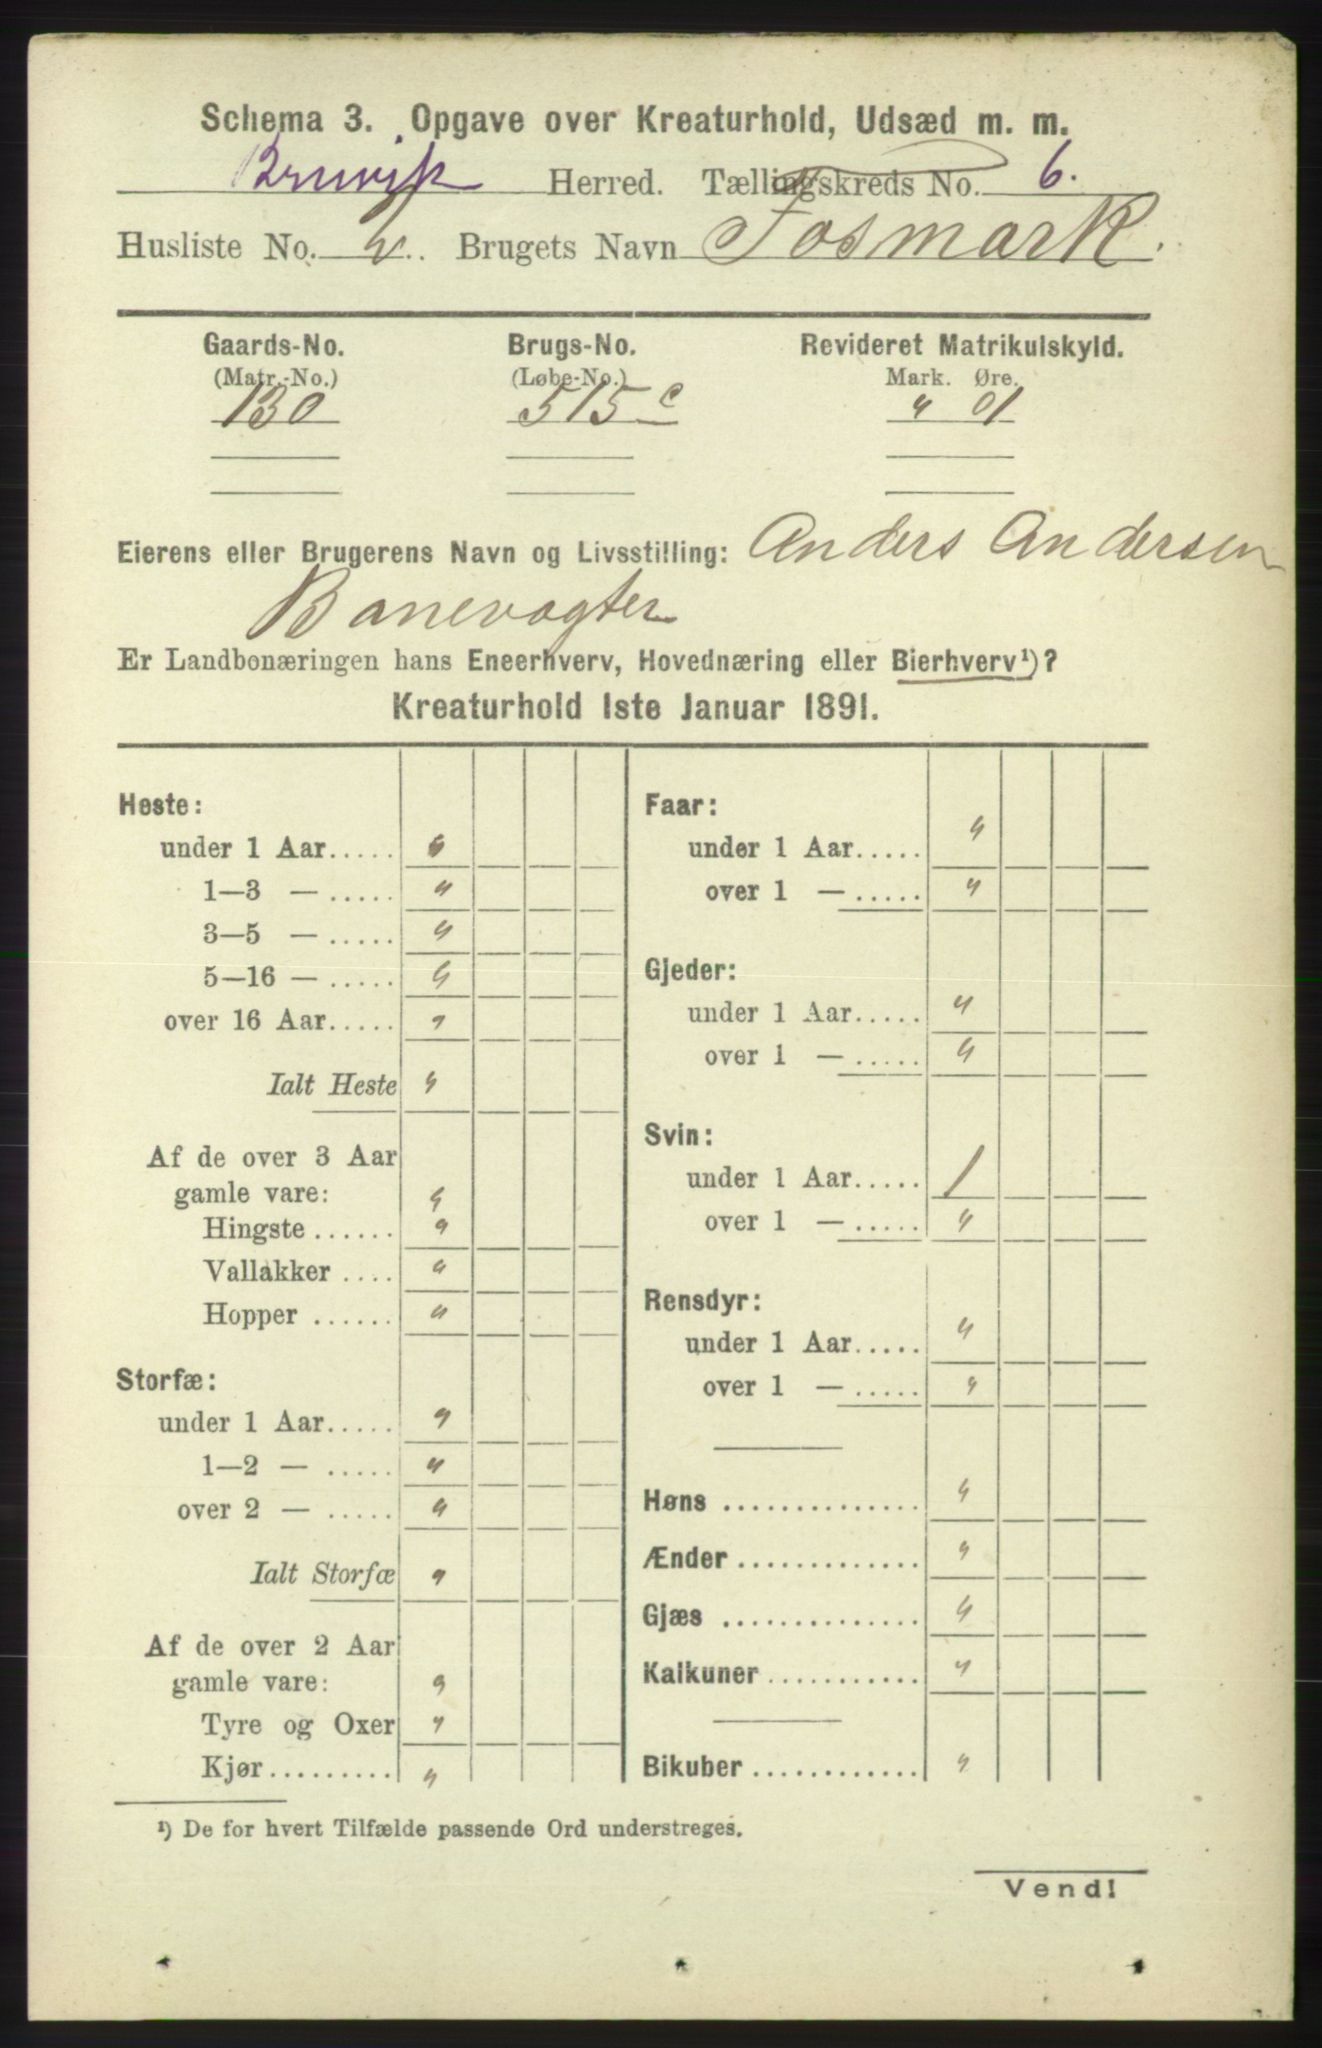 Schema 3. Opgave over Kreaturhold, Udsæd m. m.
Bruvik Herred. Tællingskreds No. 6.
Husliste No. Brugets Navn Fosmark.
Gaards-No. Brugs-No. Revideret Matrikulskyld.
(Matr.-No.) (Løbe-No.) Mark. Øre.
130 515 c " 01
Eierens eller Brugerens Navn og Livsstilling: Anders Andersen
Banevogter
Er Landbonæringen hans Eneerhverv, Hovednæring eller Bierhverv¹)?
Kreaturhold 1ste Januar 1891.
Heste:
under 1 Aar..... "
1—3 — ..... "
3—5 — ..... "
5—16 — ..... "
over 16 Aar..... "
Ialt Heste "
Af de over 3 Aar
gamle vare: "
Hingste ...... "
Vallakker .... "
Hopper ...... "
Storfæ:
under 1 Aar..... "
1—2 — ..... "
over 2 — ..... "
Ialt Storfæ "
Af de over 2 Aar
gamle vare: "
Tyre og Oxer "
Kjør......... "
Faar:
under 1 Aar..... "
over 1 — ..... "
Gjeder:
under 1 Aar..... "
over 1 — ..... "
Svin:
under 1 Aar..... 1
over 1 — ..... "
Rensdyr:
under 1 Aar..... "
over 1 — ..... "
Høns .............. "
Ænder ............. "
Gjæs .............. "
Kalkuner ........... "
Bikuber ............ "
¹) De for hvert Tilfælde passende Ord understreges.
Vend!